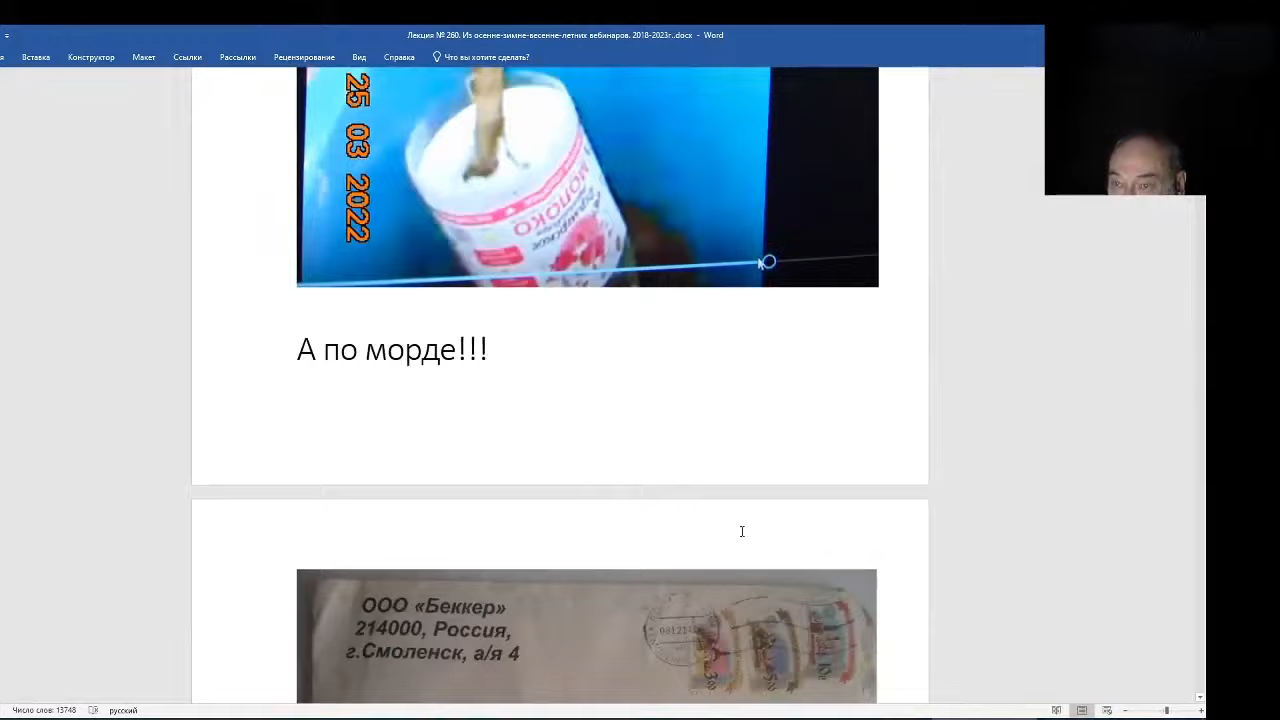 Лекция № 260. Из осенне-зимне-весенне-летних вебинаров. 2018-2023г..docx - Word
я Вставка Конструктор Макет Ссылки Рассылки Рецензирование Вид Справка Что вы хотите сделать?
25 03 2022
МОЛОКО
А по морде!!!
ООО «Беккер»
214000, Россия,
г.Смоленск, а/я 4
Число слов: 13748 русский